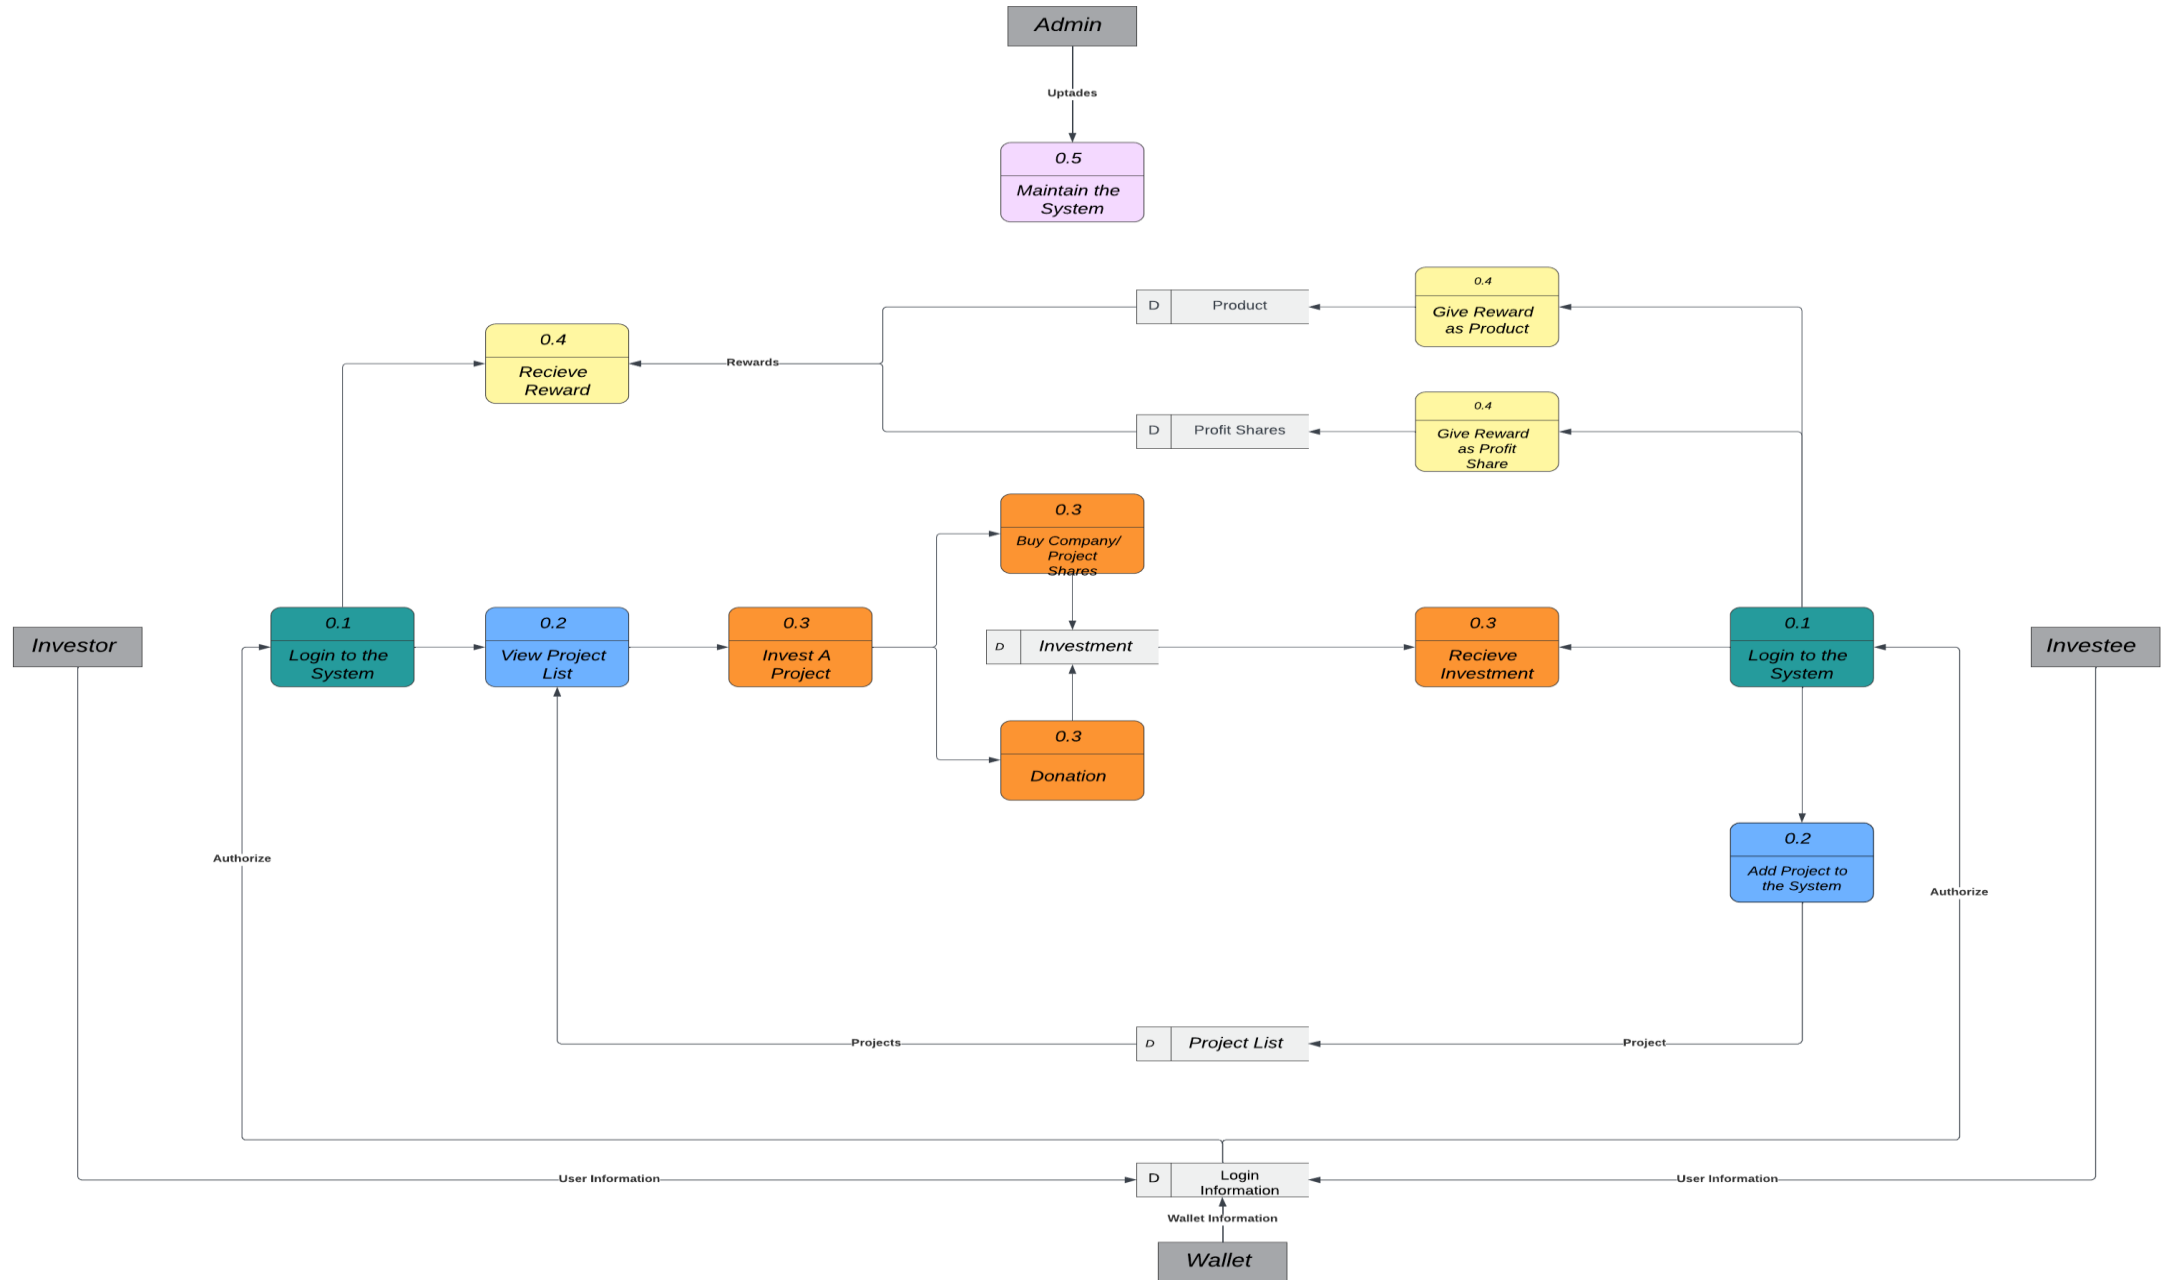 Admin
Uptades
0.5
Maintain the
System
0.4
Give Reward
as Product
D
Product
0.4
Recieve
Reward
Rewards
0.4
Give Reward
as Profit
Share
D
Profit Shares
0.3
Buy Company/
Project
Shares
Investor
0.1
Login to the
System
0.2
View Project
List
0.3
Invest A
Project
D
Investment
0.3
Recieve
Investment
0.1
Login to the
System
Investee
0.3
Donation
0.2
Add Project to
the System
Authorize
Authorize
Projects
D
Project List
Project
User Information
D
Login
Information
User Information
Wallet Information
Wallet